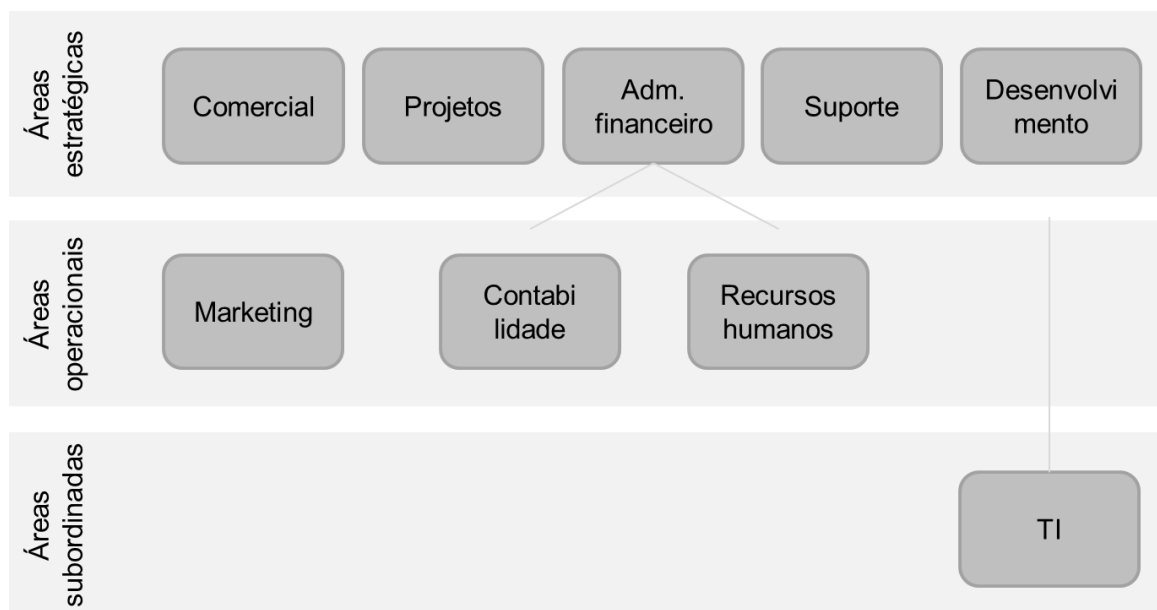 Áreas
estratégicas
Comercial
Projetos
Adm.
financeiro
Suporte
Desenvolvi
mento
Áreas
operacionais
Marketing
Contabi
lidade
Recursos
humanos
Áreas
subordinadas
TI